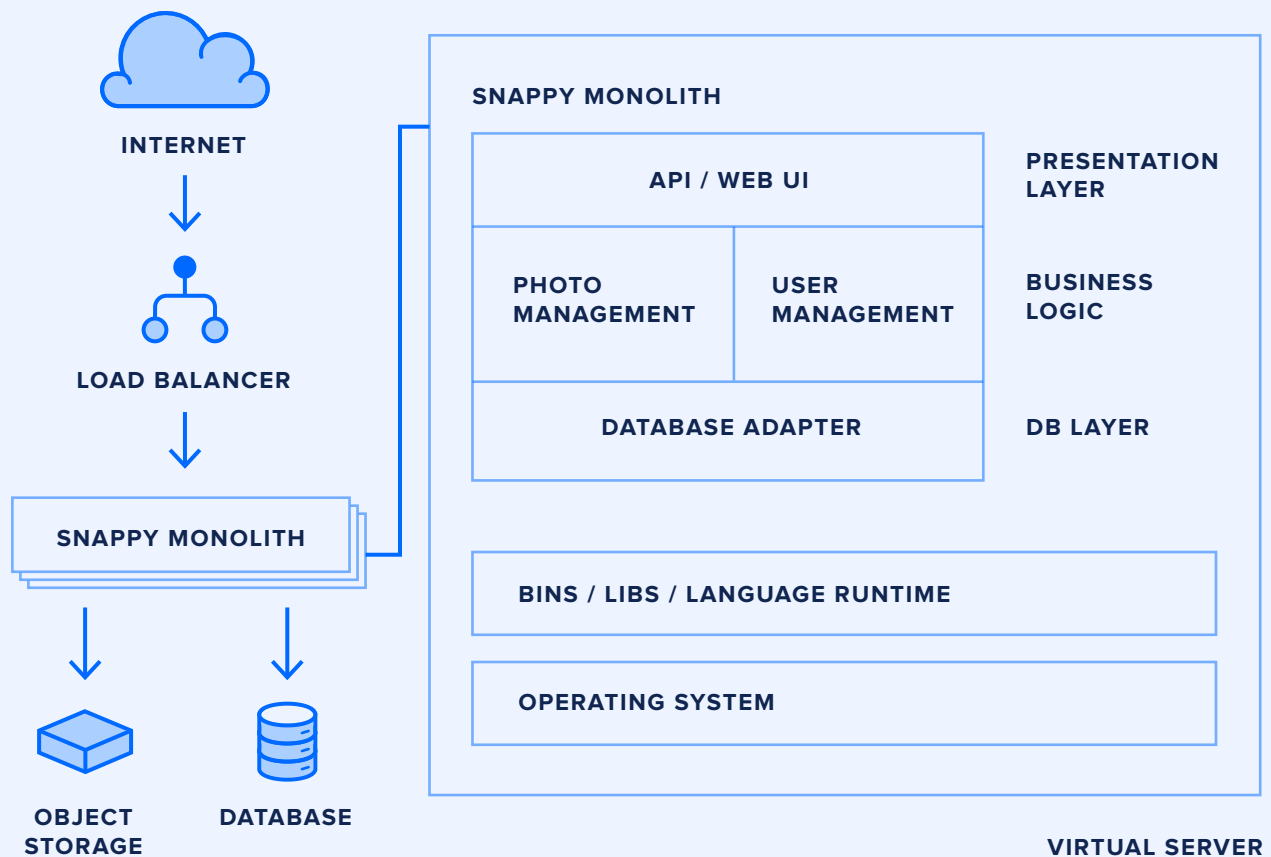 INTERNET
LOAD BALANCER
SNAPPY MONOLITH
OBJECT
STORAGE
DATABASE
SNAPPY MONOLITH
API / WEB UI
PRESENTATION
LAYER
PHOTO
MANAGEMENT
USER
MANAGEMENT
BUSINESS
LOGIC
DATABASE ADAPTER
DB LAYER
BINS / LIBS / LANGUAGE RUNTIME
OPERATING SYSTEM
VIRTUAL SERVER